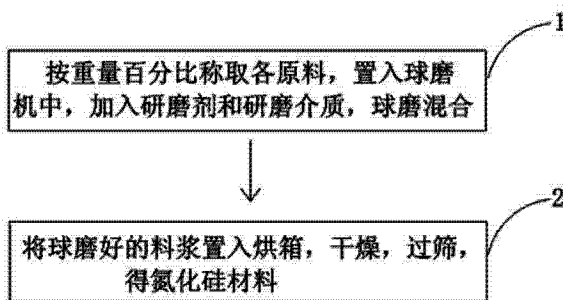 1
按重量百分比称取各原料，置入球磨
机中，加入研磨剂和研磨介质，球磨混合
2
将球磨好的料浆置入烘箱，干燥，过筛，
得氮化硅材料